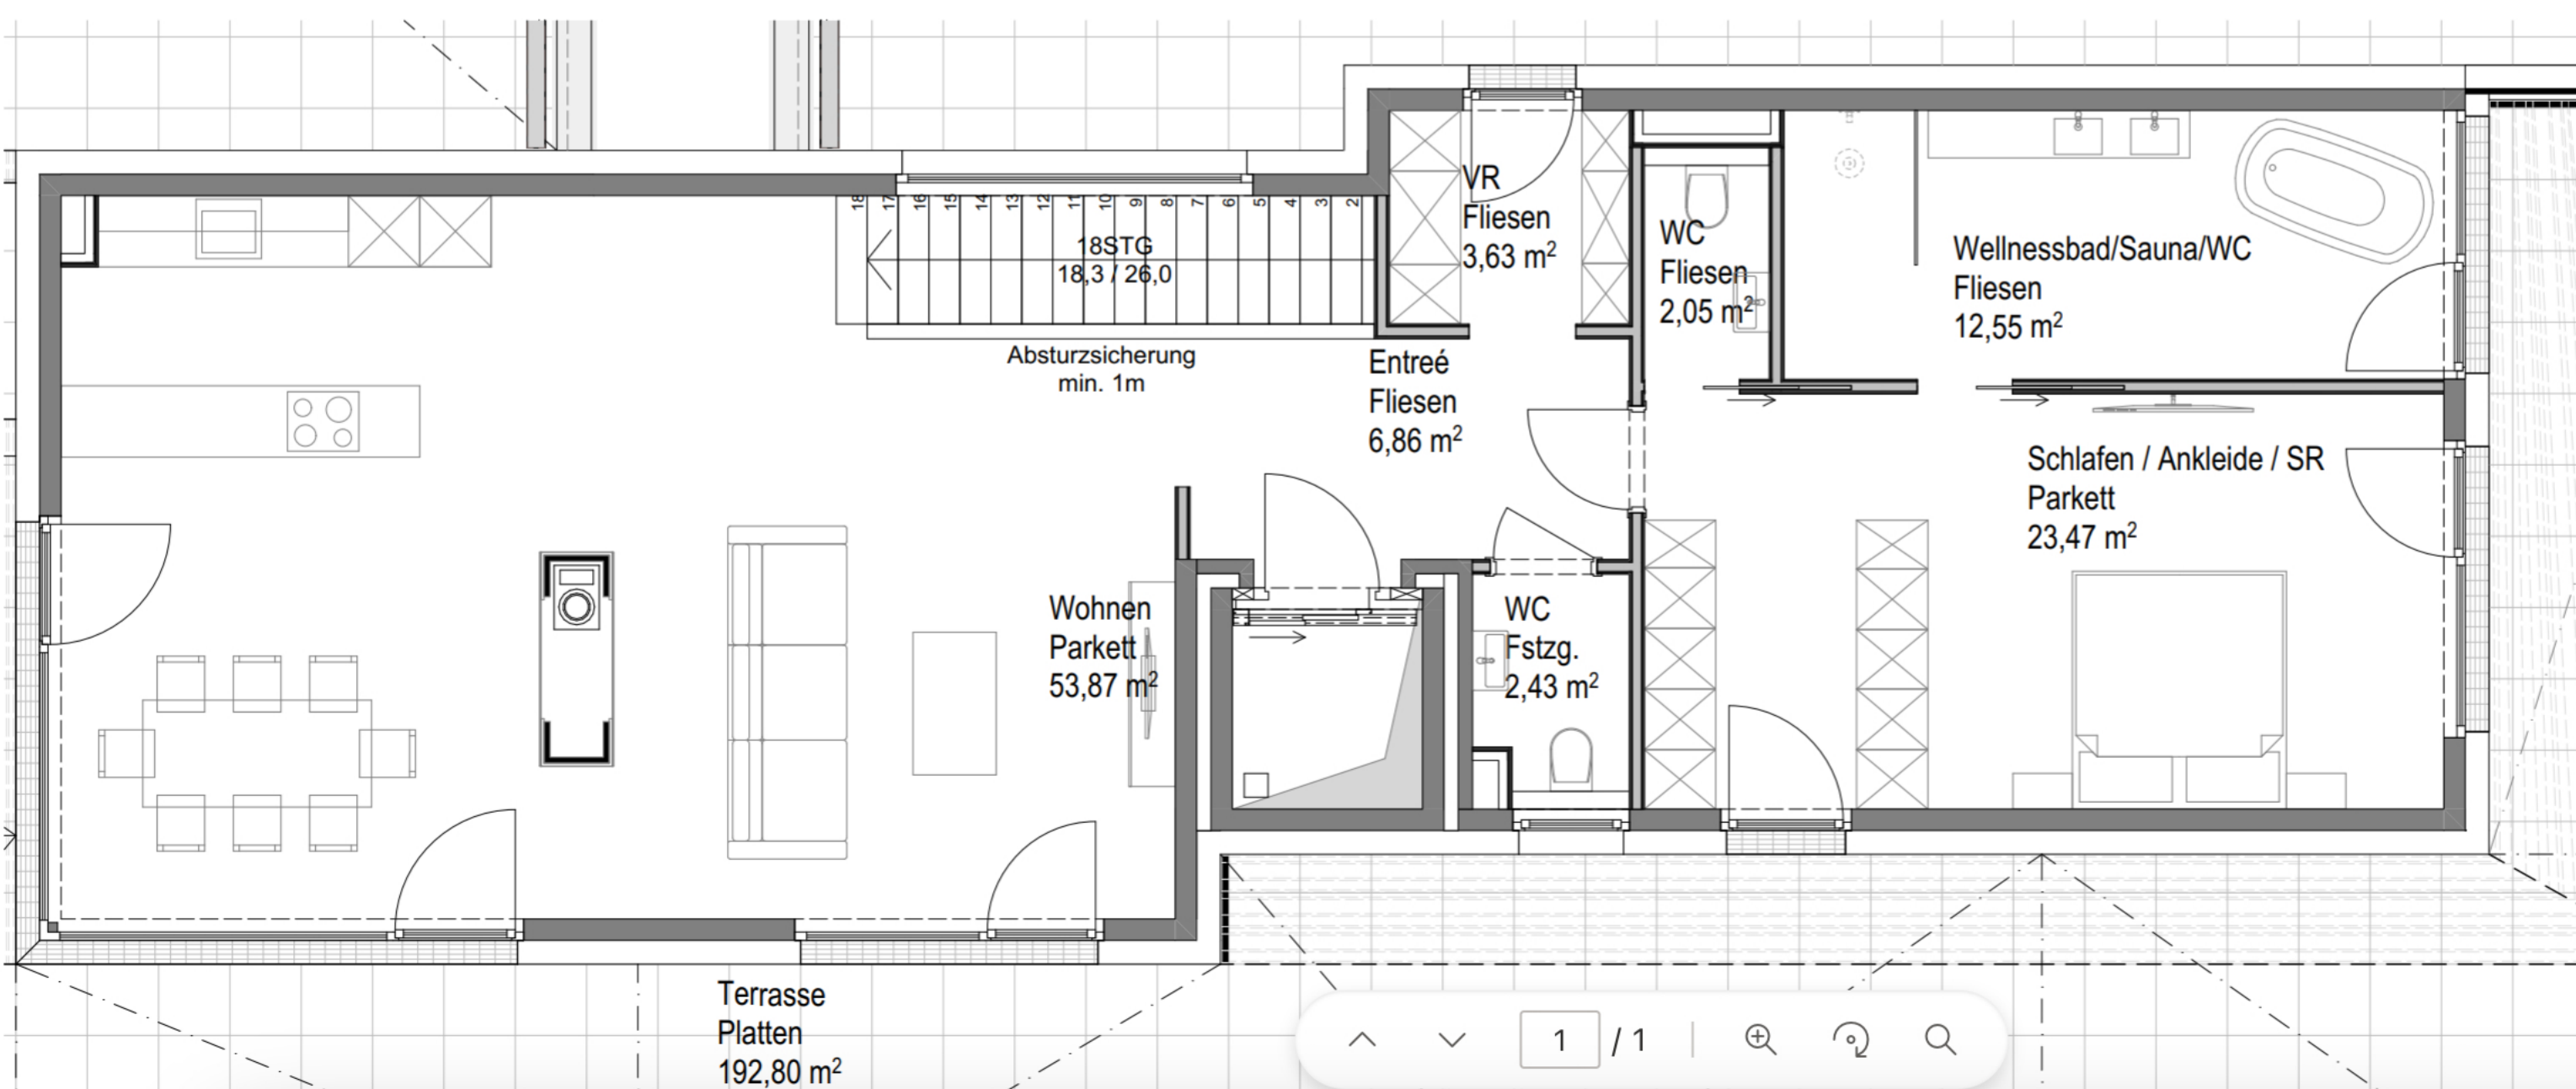 18
17
16
15
14
13
12
11
10
9
8
7
6
5
4
3
2
18STG
18,3 / 26,0
Absturzsicherung
min. 1m
VR
Fliesen
3,63 m²
WC
Fliesen
2,05 m²
Wellnessbad/Sauna/WC
Fliesen
12,55 m²
Entreé
Fliesen
6,86 m²
Schlafen / Ankleide / SR
Parkett
23,47 m²
Wohnen
Parkett
53,87 m²
WC
Fstzg.
2,43 m²
Terrasse
Platten
192,80 m²
1 / 1